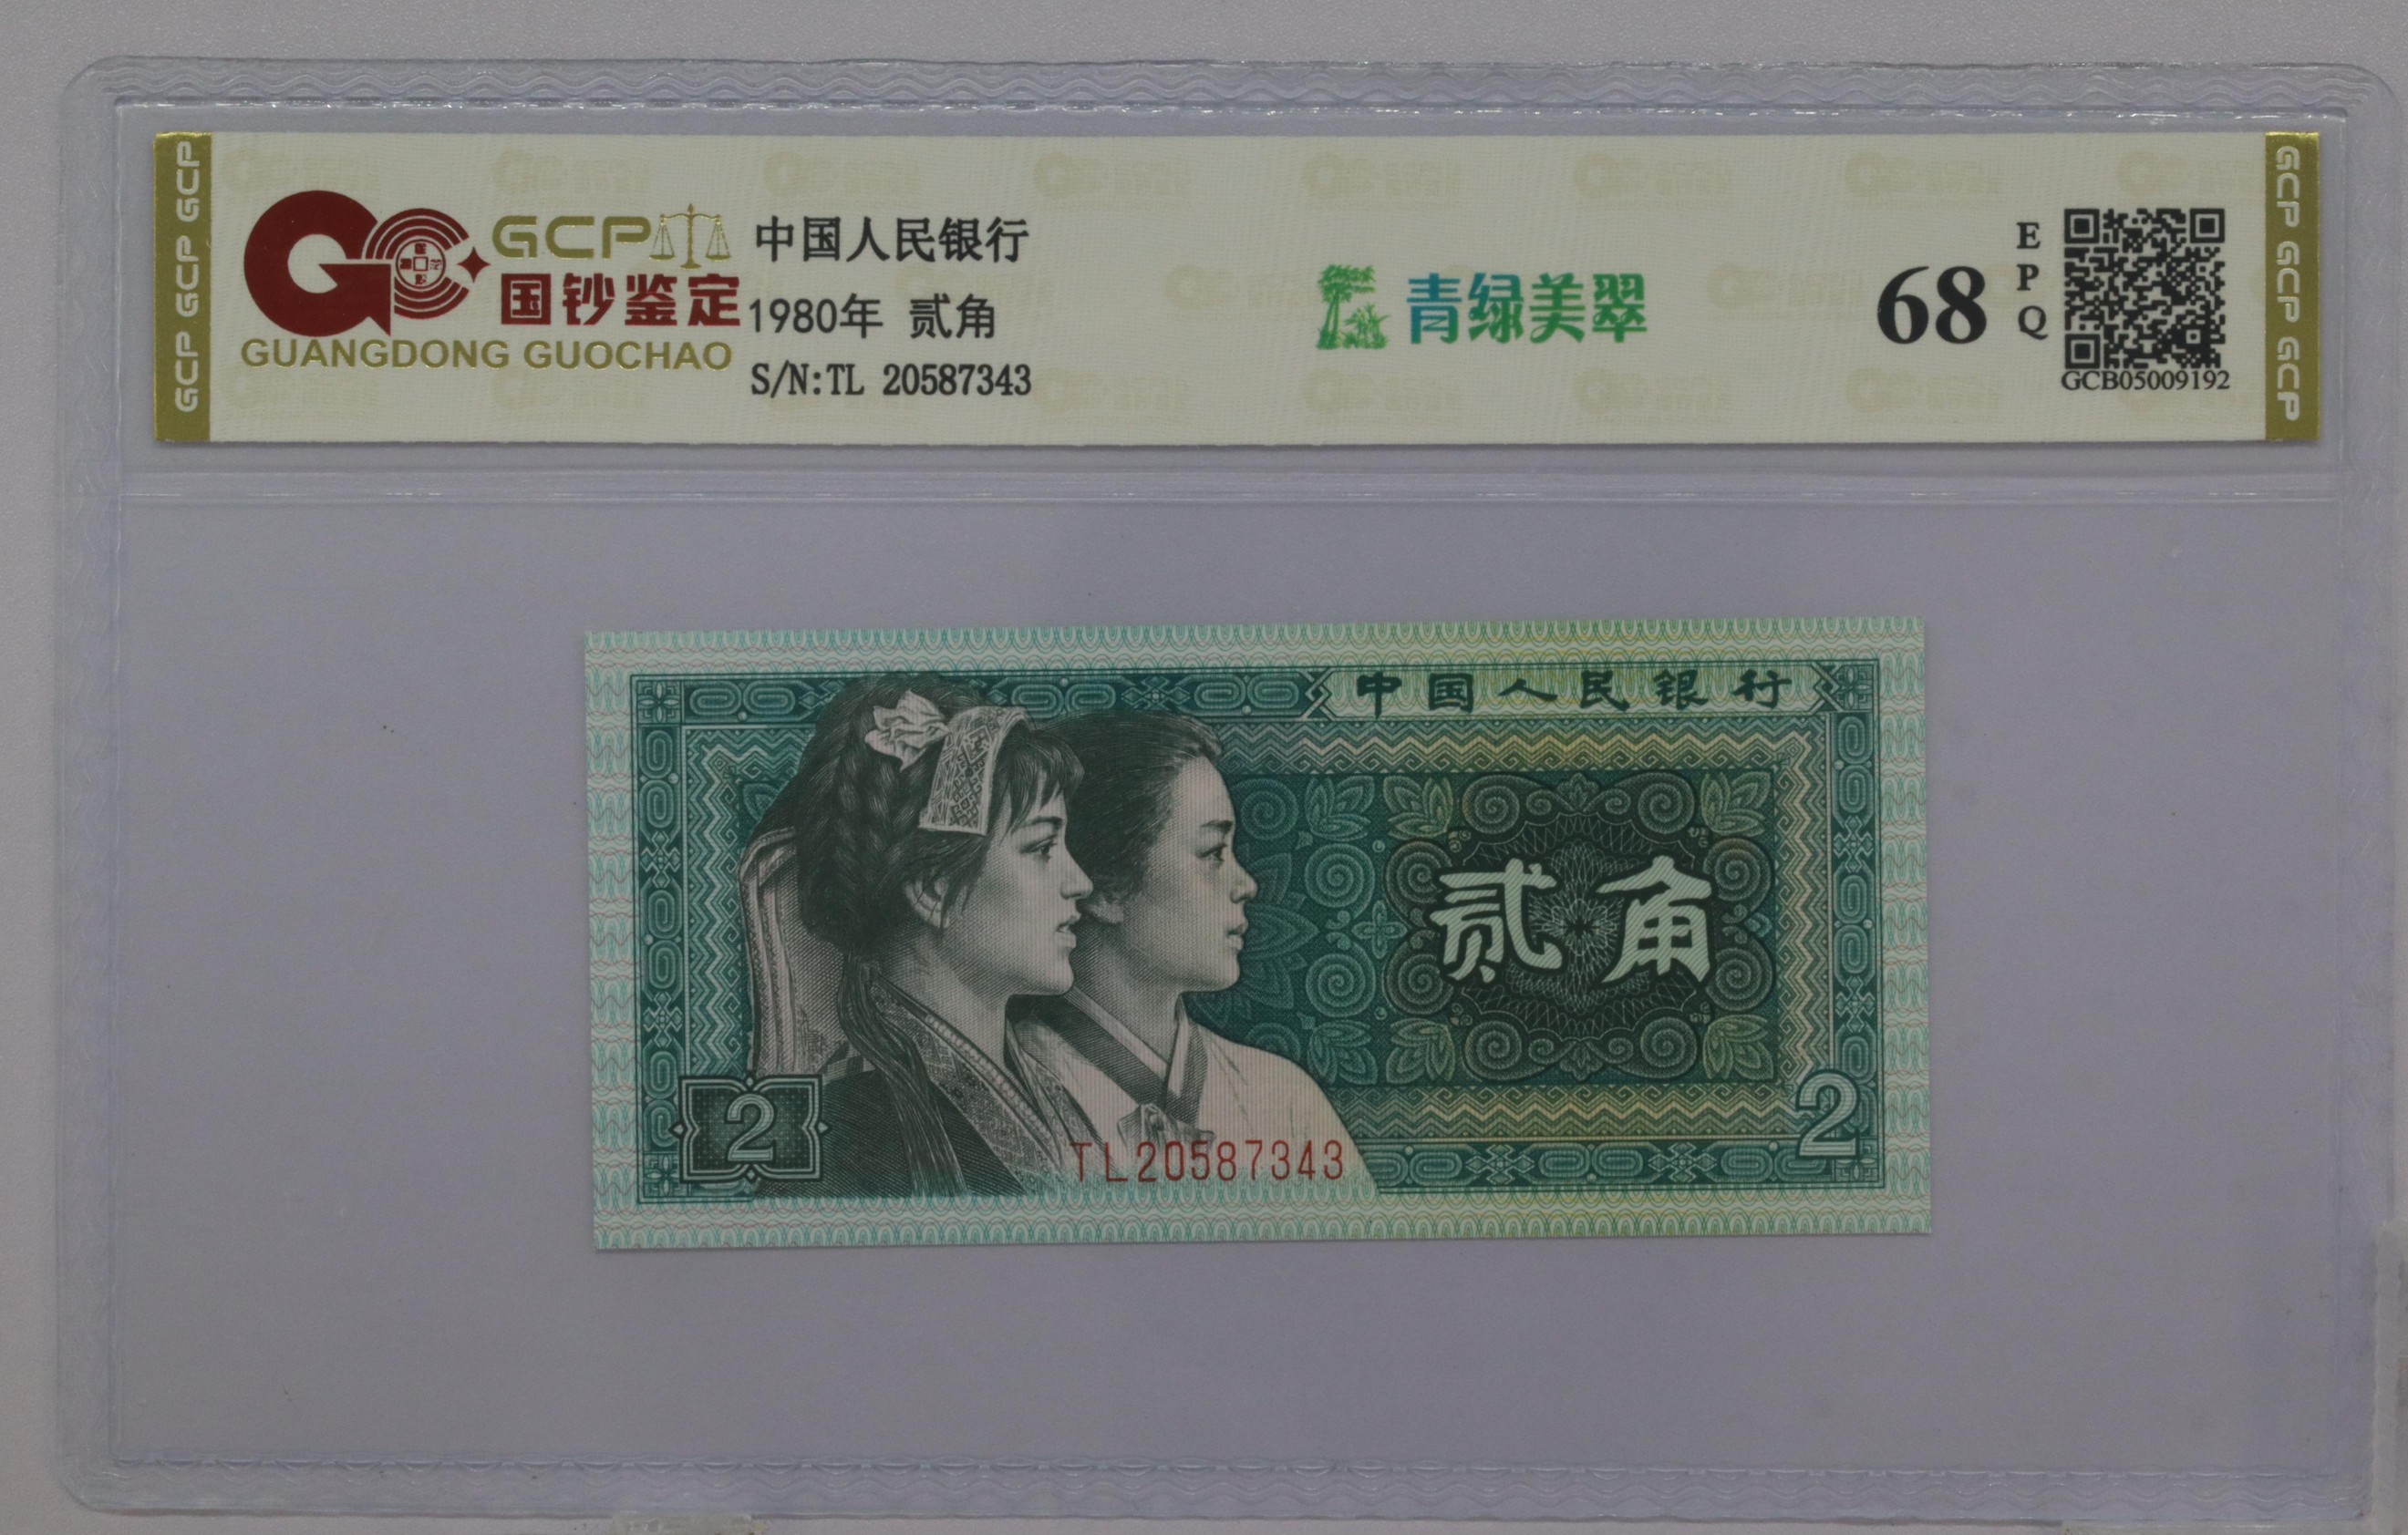 GCP GCP GCP
GCP
国钞鉴定
GUANGDONG GUOCHAO
中国人民银行
1980年 贰角
S/N:TL 20587343
青绿美翠
68
EPQ
GCB05009192
GCP GCP GCP
中国人民银行
贰角
2
TL20587343
2